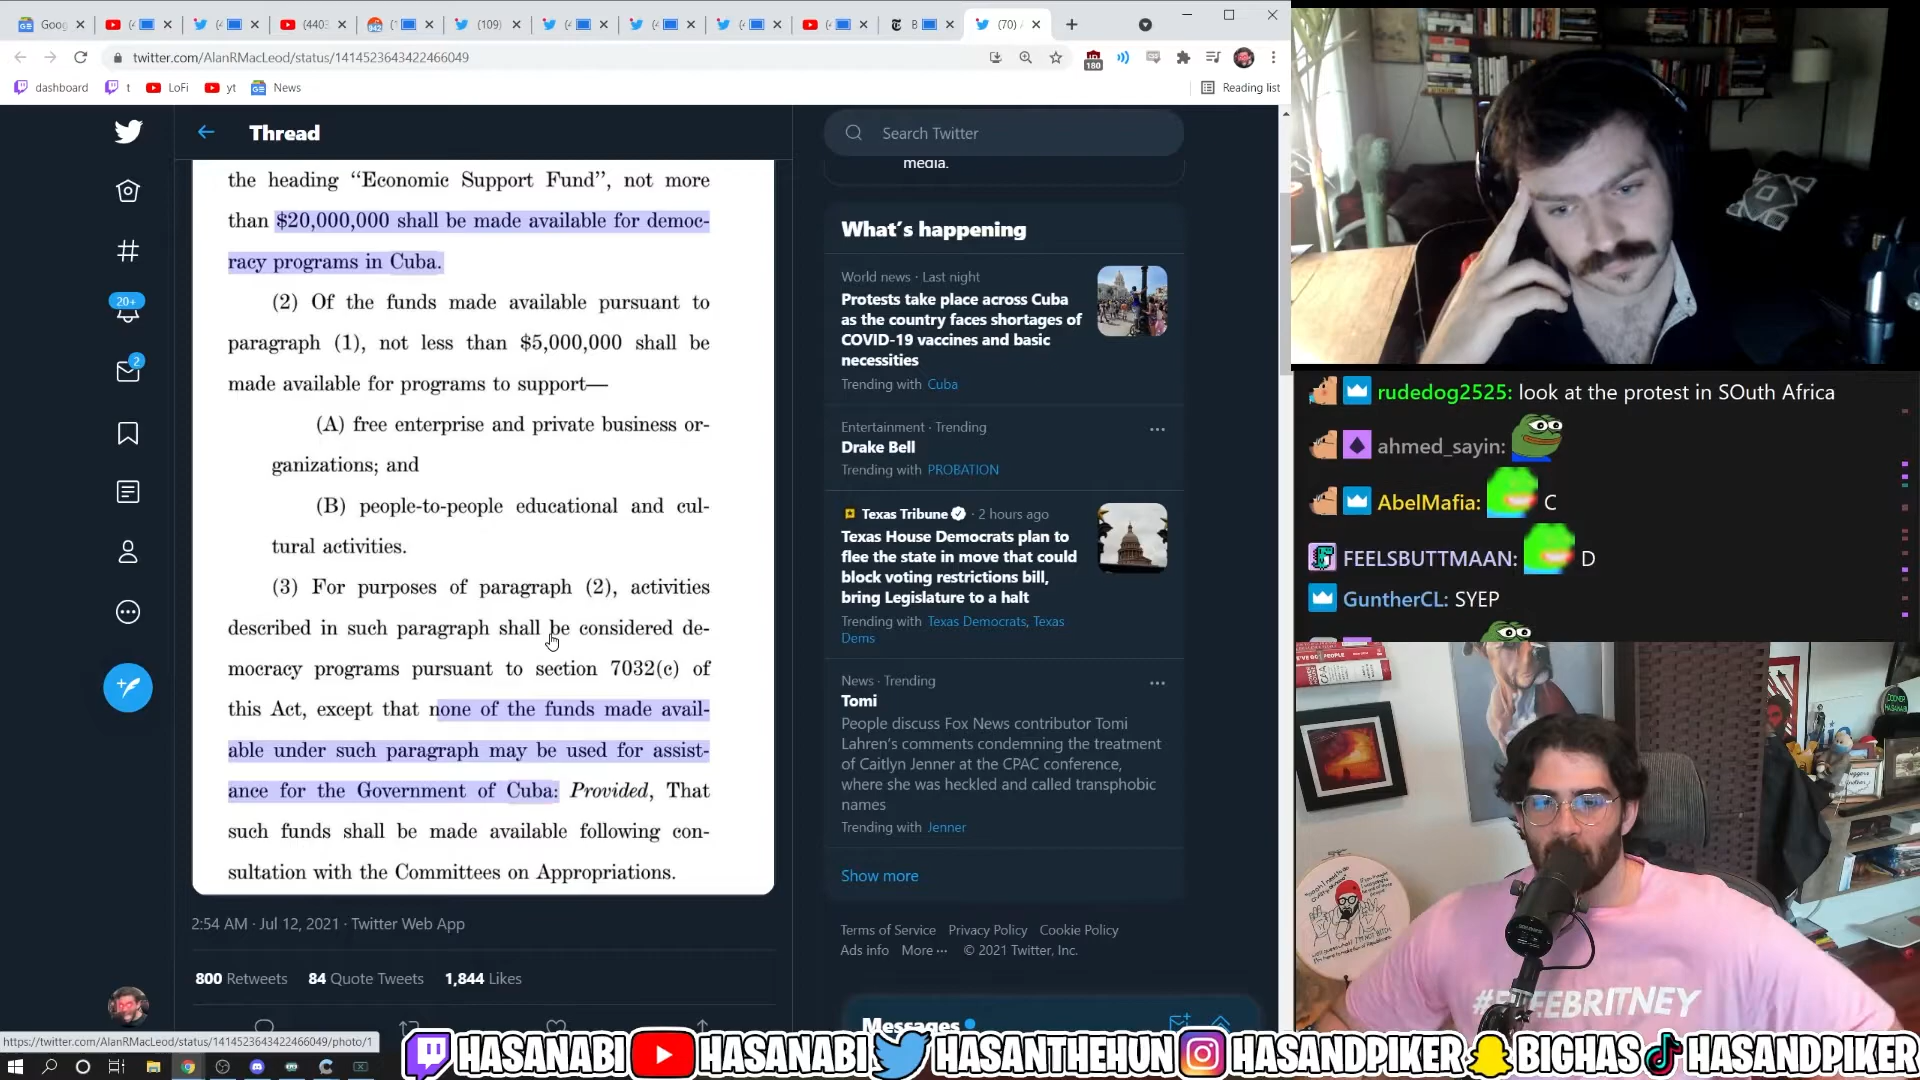 Goog
(4403
(109)
B
(70)
twitter.com/AlanRMacLeod/status/1414523643422466049
180
dashboard
t
LoFi
yt
News
Reading list
Thread
the heading “Economic Support Fund”, not more
than $20,000,000 shall be made available for democ-
racy programs in Cuba.
(2) Of the funds made available pursuant to
paragraph (1), not less than $5,000,000 shall be
made available for programs to support—
(A) free enterprise and private business or-
ganizations; and
(B) people-to-people educational and cul-
tural activities.
(3) For purposes of paragraph (2), activities
described in such paragraph shall be considered de-
mocracy programs pursuant to section 7032(c) of
this Act, except that none of the funds made avail-
able under such paragraph may be used for assist-
ance for the Government of Cuba: Provided, That
such funds shall be made available following con-
sultation with the Committees on Appropriations.
2:54 AM · Jul 12, 2021 · Twitter Web App
800 Retweets 84 Quote Tweets 1,844 Likes
20+
2
https://twitter.com/AlanRMacLeod/status/1414523643422466049/photo/1
Search Twitter
media.
What's happening
World news · Last night
Protests take place across Cuba
as the country faces shortages of
COVID-19 vaccines and basic
necessities
Trending with Cuba
Entertainment · Trending
Drake Bell
Trending with PROBATION
Texas Tribune · 2 hours ago
Texas House Democrats plan to
flee the state in move that could
block voting restrictions bill,
bring Legislature to a halt
Trending with Texas Democrats, Texas
Dems
News · Trending
Tomi
People discuss Fox News contributor Tomi
Lahren's comments condemning the treatment
of Caitlyn Jenner at the CPAC conference,
where she was heckled and called transphobic
names
Trending with Jenner
Show more
Terms of Service Privacy Policy Cookie Policy
Ads info More ··· © 2021 Twitter, Inc.
Messages
rudedog2525: look at the protest in SOuth Africa
ahmed_sayin:
AbelMafia: C
FEELSBUTTMAAN: D
GuntherCL: SYEP
#FREEBRITNEY
HASANABI HASANABI HASANTHEHUN HASANDPIKER BIGHAS HASANDPIKER